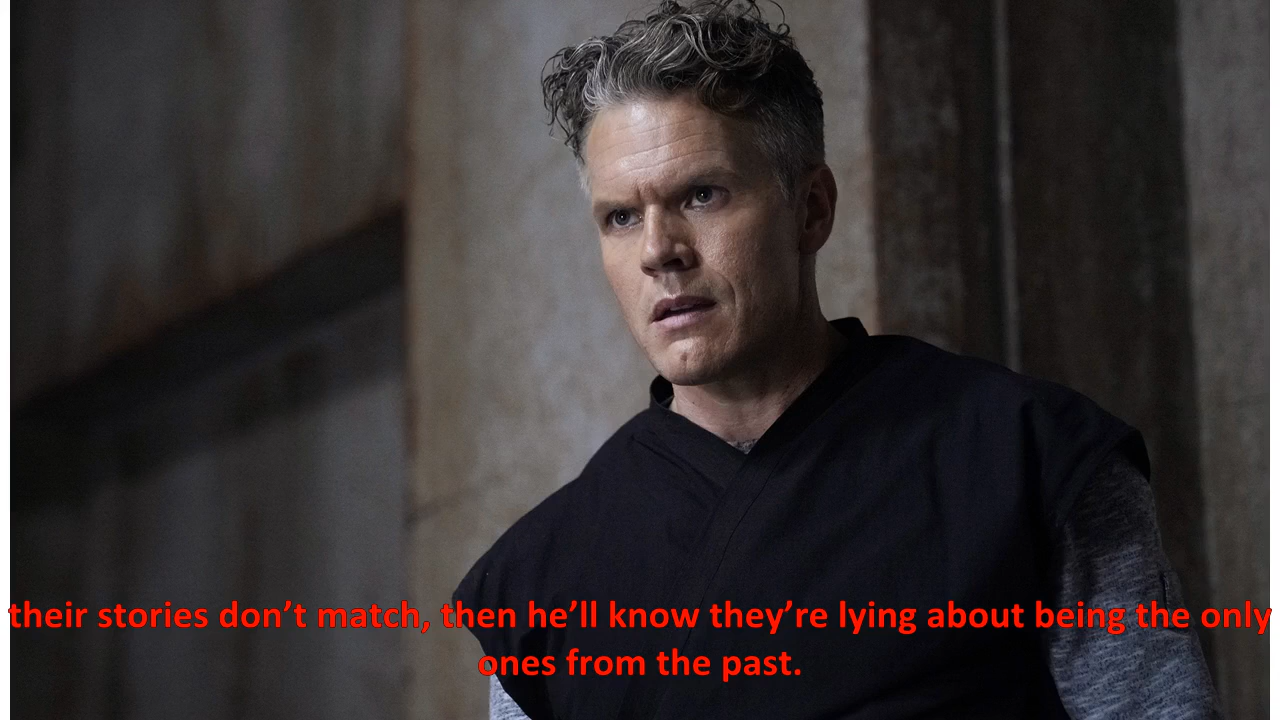 their stories don’t match, then he’ll know they’re lying about being the only
ones from the past.